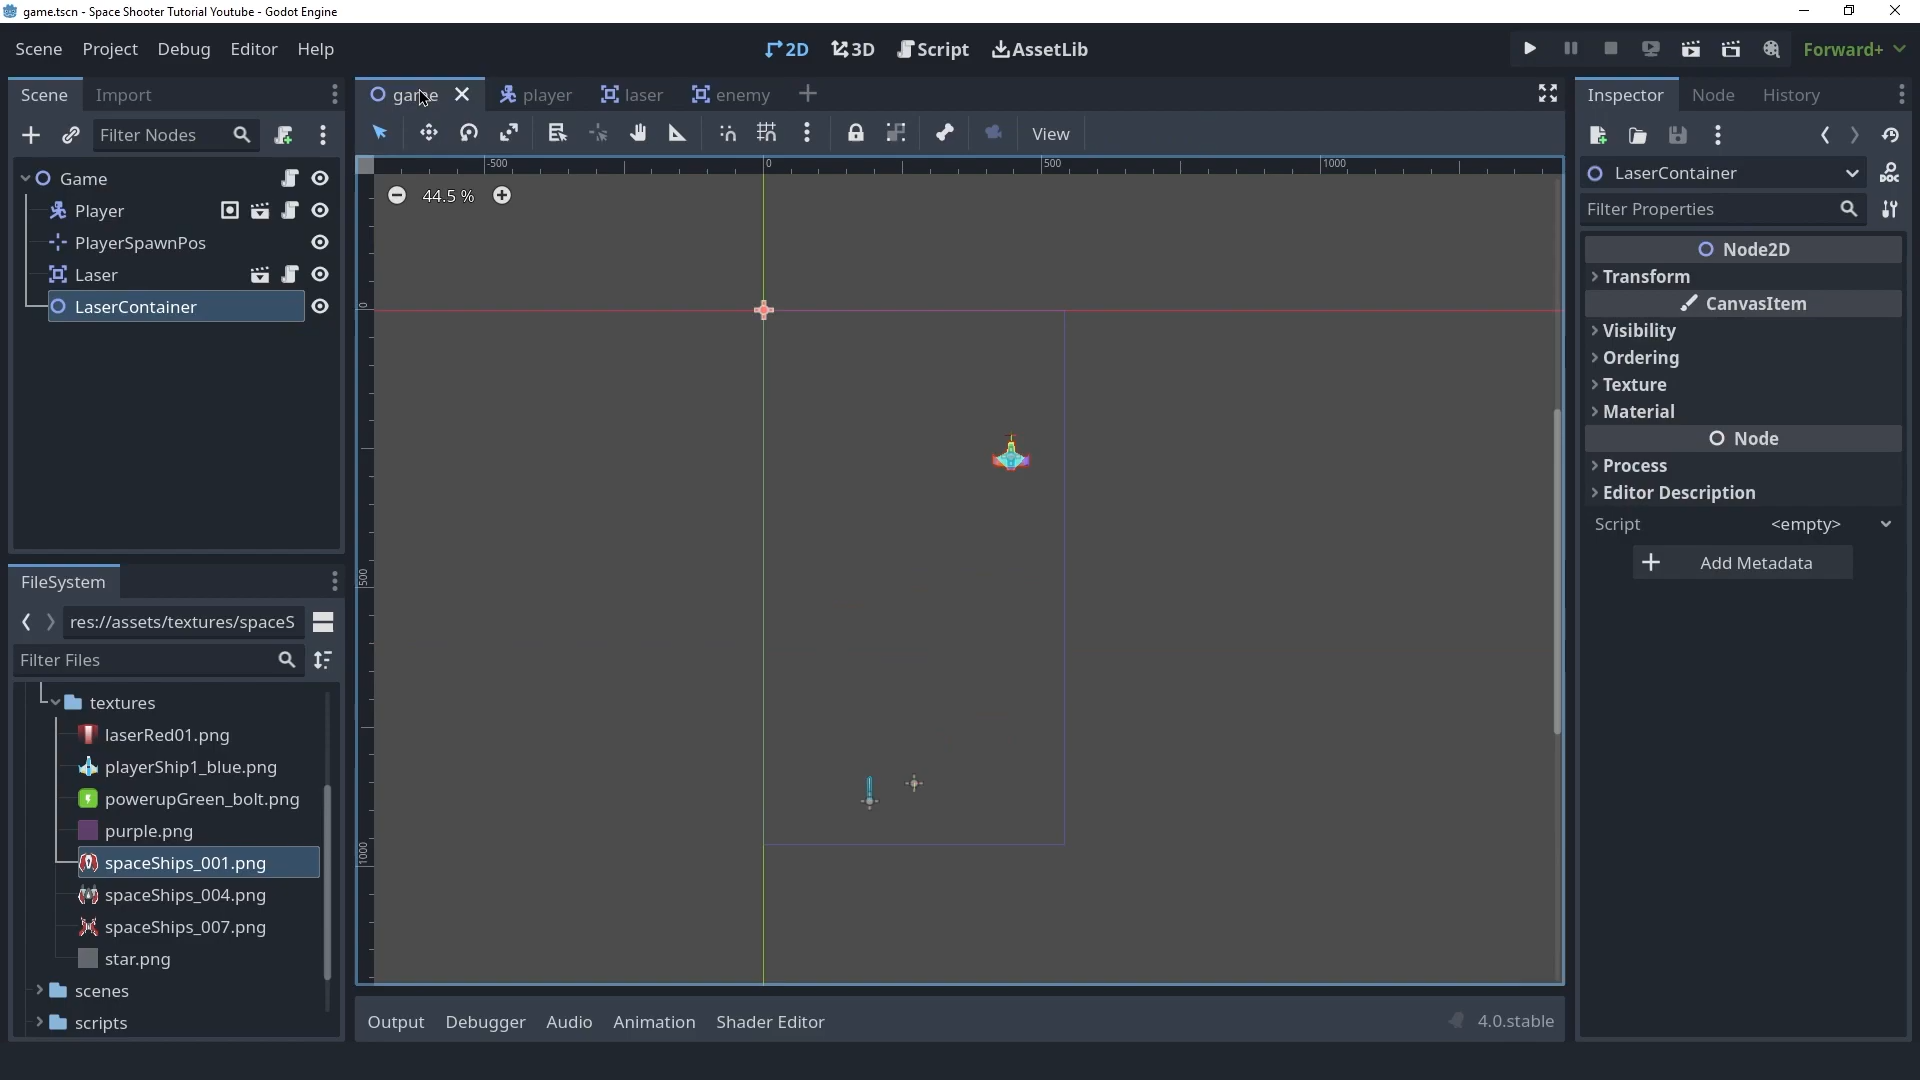 game.tscn - Space Shooter Tutorial Youtube - Godot Engine
Scene Project Debug Editor Help
2D 3D Script AssetLib
Forward+
Scene Import
game player laser enemy
Inspector Node History
Filter Nodes
View
Game
Player
PlayerSpawnPos
Laser
LaserContainer
-500 0 500 1000
44.5 %
0
500
1000
LaserContainer
Filter Properties
Node2D
Transform
CanvasItem
Visibility
Ordering
Texture
Material
Node
Process
Editor Description
Script <empty>
Add Metadata
FileSystem
res://assets/textures/spaceS
Filter Files
textures
laserRed01.png
playerShip1_blue.png
powerupGreen_bolt.png
purple.png
spaceShips_001.png
spaceShips_004.png
spaceShips_007.png
star.png
scenes
scripts
Output Debugger Audio Animation Shader Editor
4.0.stable